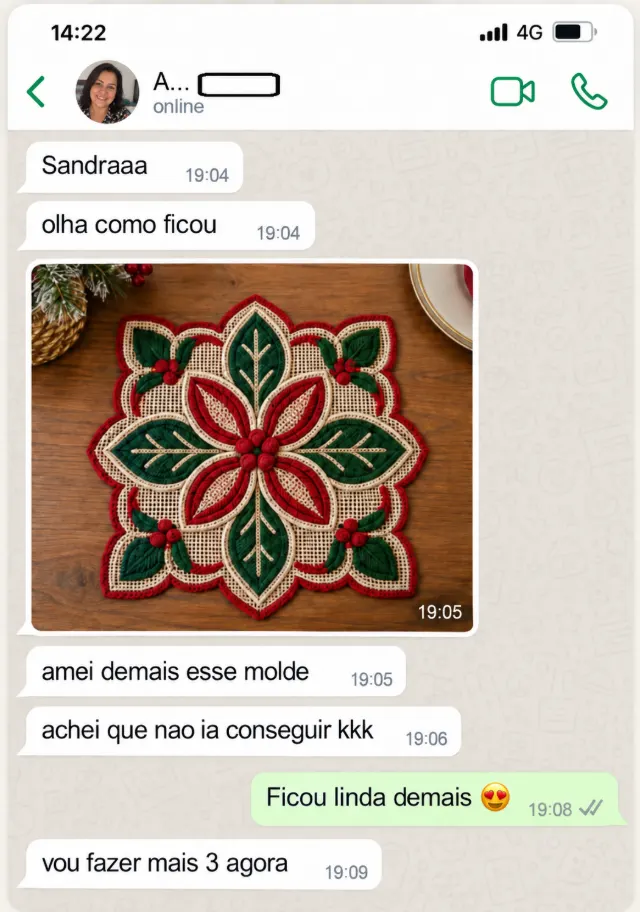 14:22
4G
A...
online
Sandraaa 19:04
olha como ficou 19:04
19:05
amei demais esse molde 19:05
achei que nao ia conseguir kkk 19:06
Ficou linda demais 😍 19:08
vou fazer mais 3 agora 19:09